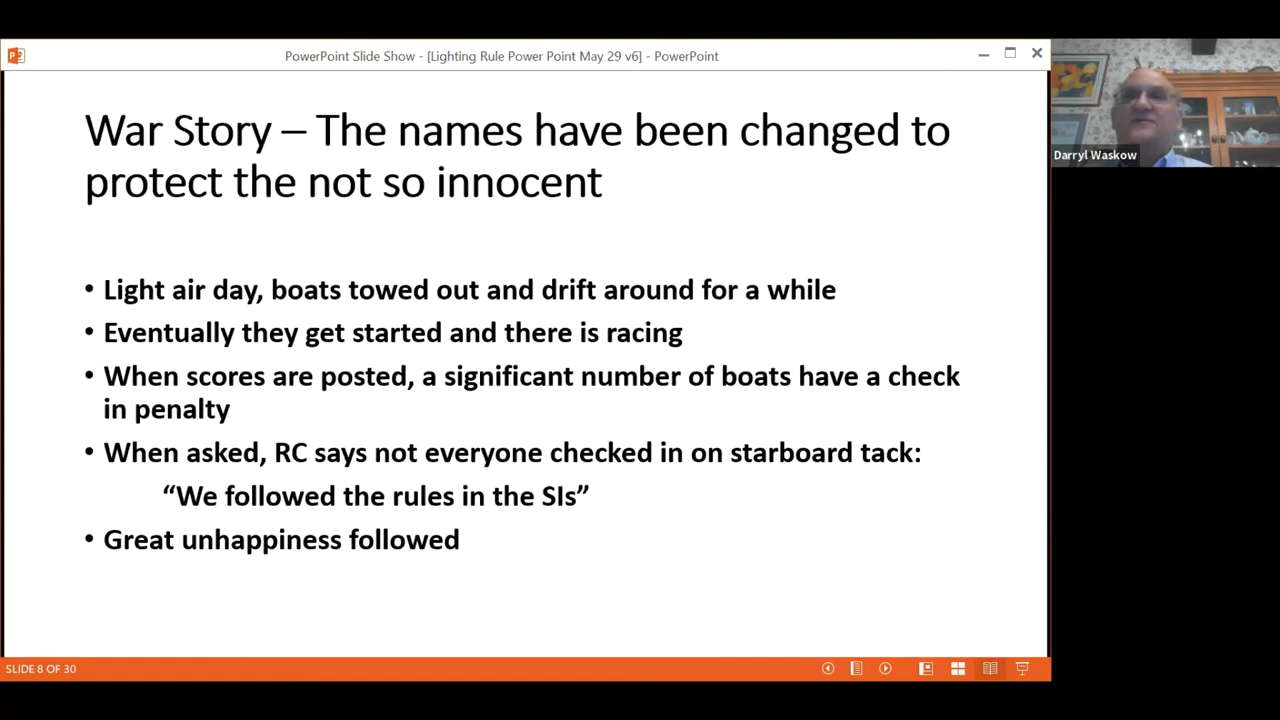 PowerPoint Slide Show - [Lighting Rule Power Point May 29 v6] - PowerPoint
War Story – The names have been changed to
protect the not so innocent
Darryl Waskow
• Light air day, boats towed out and drift around for a while
• Eventually they get started and there is racing
• When scores are posted, a significant number of boats have a check
in penalty
• When asked, RC says not everyone checked in on starboard tack:
“We followed the rules in the SIs”
• Great unhappiness followed
SLIDE 8 OF 30